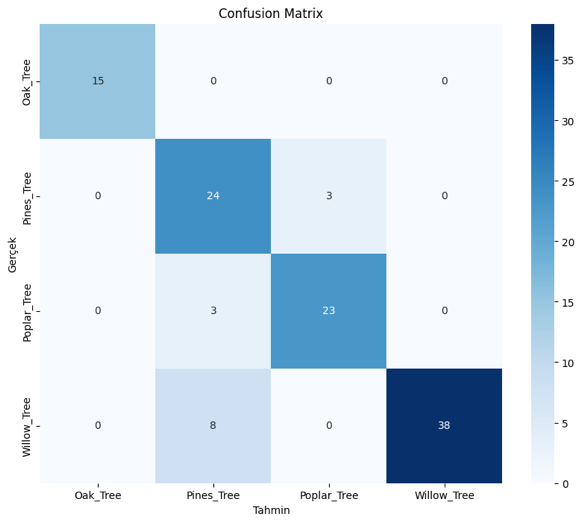 Confusion Matrix
Oak_Tree 15 0 0 0
Pines_Tree 0 24 3 0
Gerçek
Poplar_Tree 0 3 23 0
Willow_Tree 0 8 0 38
Oak_Tree Pines_Tree Poplar_Tree Willow_Tree
Tahmin
35
30
25
20
15
10
5
0